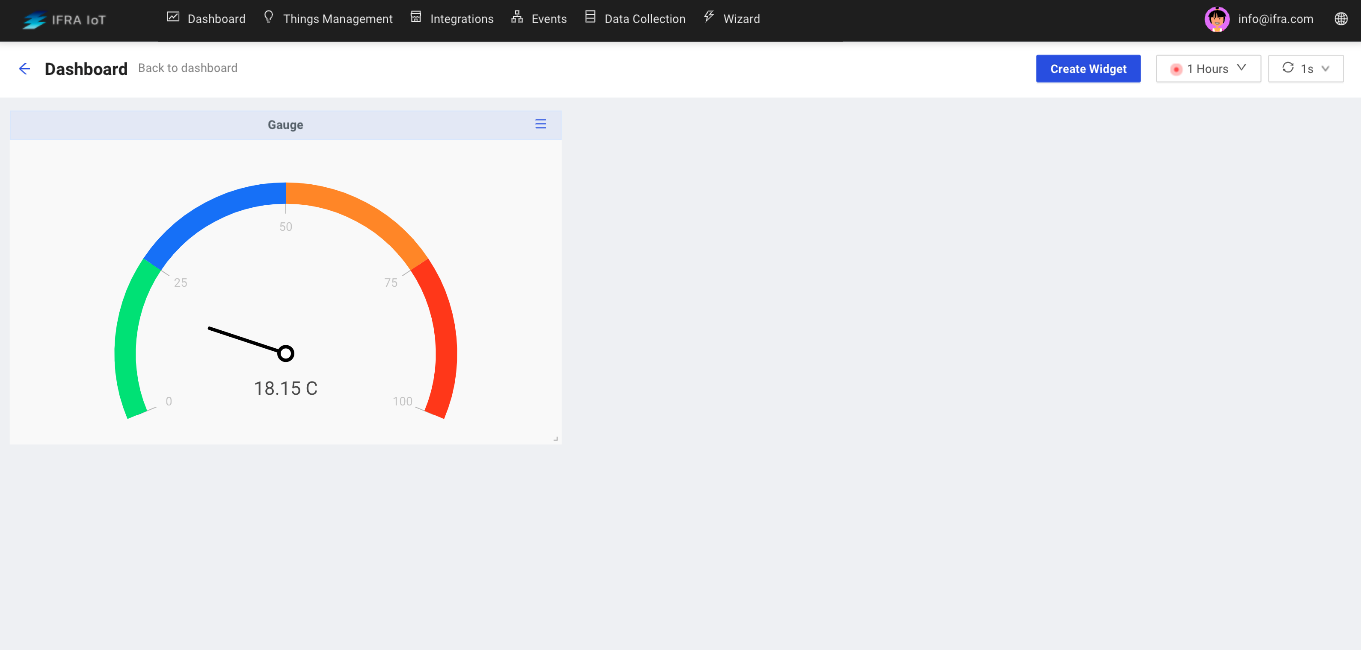 IFRA IoT Dashboard Things Management Integrations Events Data Collection Wizard info@ifra.com
Dashboard Back to dashboard Create Widget 1 Hours 1s
Gauge
50
25 75
18.15 C
0 100